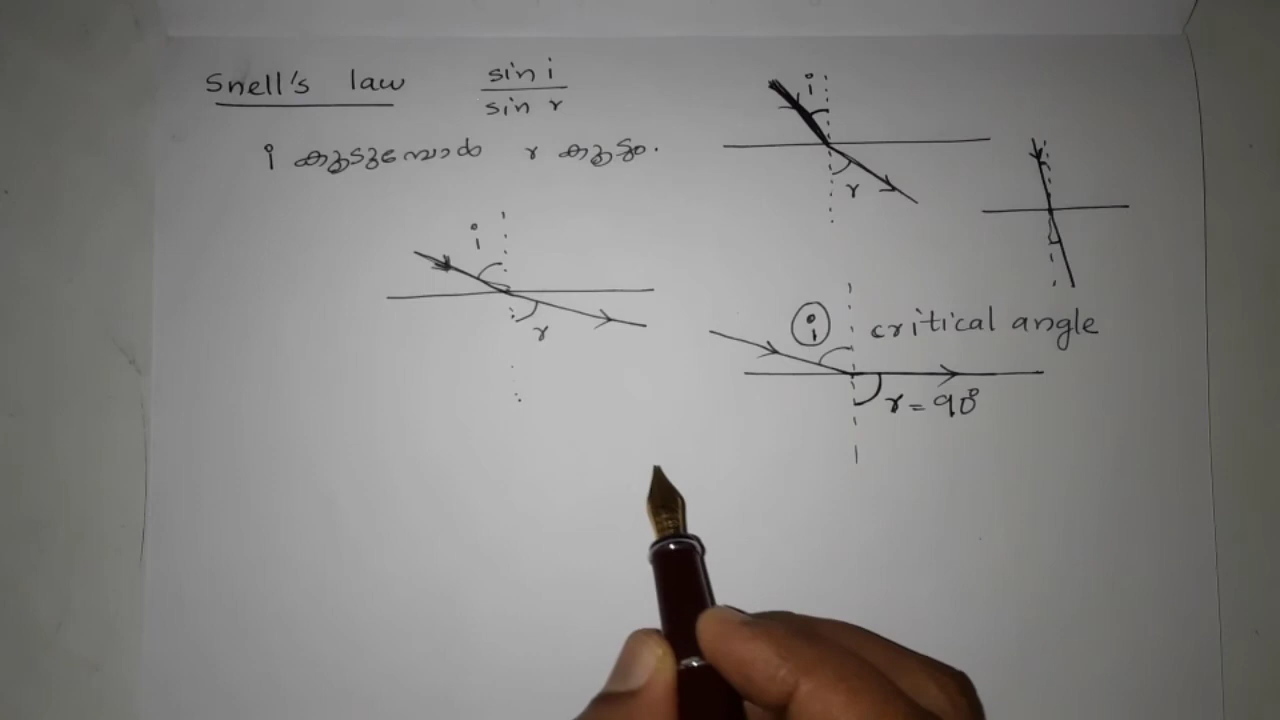 Snell's law sin i / sin r
i കൂടുമ്പോൾ r കൂടും.
i
r
i
r
i critical angle
r = 90°